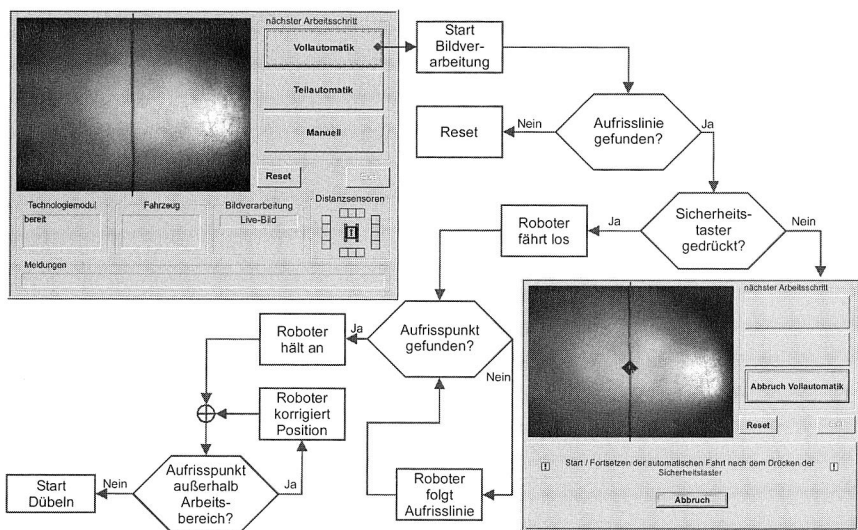 nächster Arbeitsschritt
Vollautomatik
Teilautomatik
Manuell
Reset
Technologiemodul
bereit
Fahrzeug
Bildverarbeitung
Live-Bild
Distanzsensoren
Meldungen
Start
Bildver-
arbeitung
Aufrisslinie
gefunden?
Nein
Ja
Reset
Sicherheits-
taster
gedrückt?
Ja
Nein
Roboter
fährt los
Aufrisspunkt
gefunden?
Ja
Nein
Roboter
hält an
Roboter
korrigiert
Position
Aufrisspunkt
außerhalb
Arbeits-
bereich?
Nein
Ja
Start
Dübeln
Roboter
folgt
Aufrisslinie
nächster Arbeitsschritt
Abbruch Vollautomatik
Reset
Start / Fortsetzen der automatischen Fahrt nach dem Drücken der
Sicherheitstaster
Abbruch